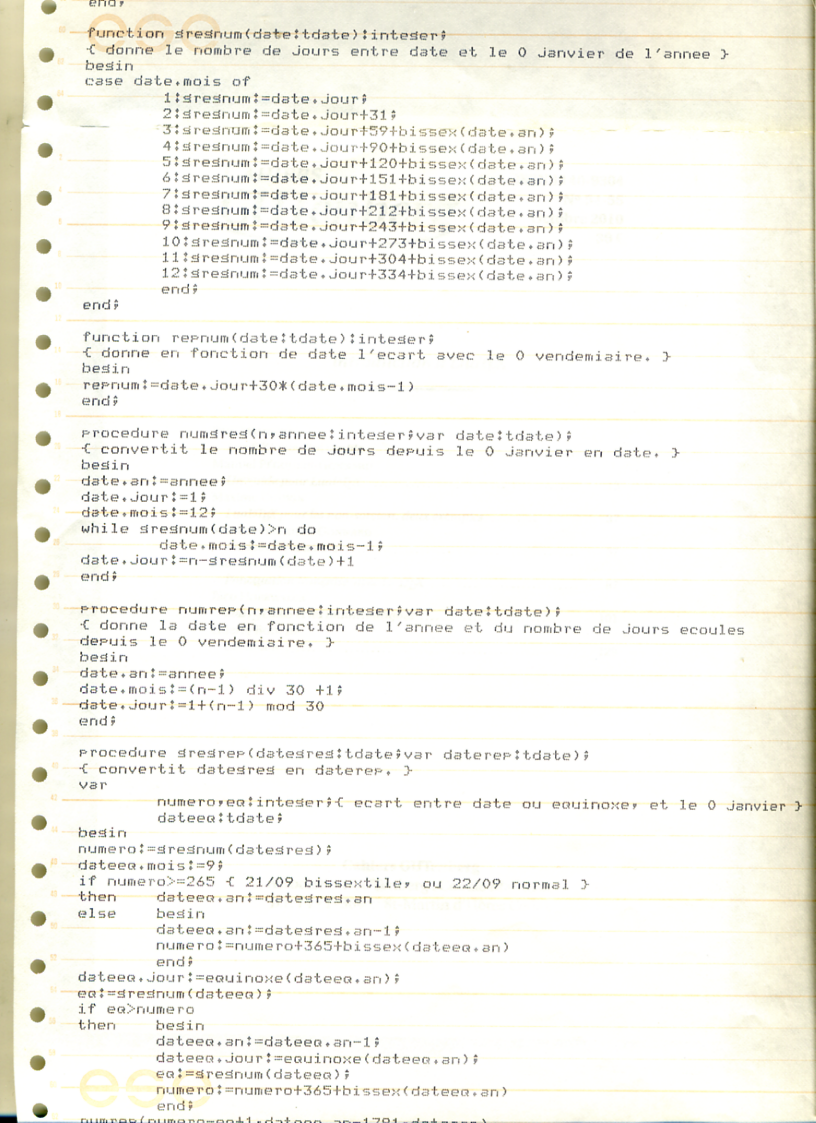 end;
esp
function gregnum(date:tdate):integer;
{ donne le nombre de jours entre date et le 0 janvier de l'annee }
begin
case date.mois of
1:gregnum:=date.jour;
2:gregnum:=date.jour+31;
3:gregnum:=date.jour+59+bissex(date.an);
4:gregnum:=date.jour+90+bissex(date.an);
5:gregnum:=date.jour+120+bissex(date.an);
6:gregnum:=date.jour+151+bissex(date.an);
7:gregnum:=date.jour+181+bissex(date.an);
8:gregnum:=date.jour+212+bissex(date.an);
9:gregnum:=date.jour+243+bissex(date.an);
10:gregnum:=date.jour+273+bissex(date.an);
11:gregnum:=date.jour+304+bissex(date.an);
12:gregnum:=date.jour+334+bissex(date.an);
end;
end;
function repnum(date:tdate):integer;
{ donne en fonction de date l'ecart avec le 0 vendemiaire. }
begin
repnum:=date.jour+30*(date.mois-1)
end;
procedure numgreg(n,annee:integer;var date:tdate);
{ convertit le nombre de jours depuis le 0 janvier en date. }
begin
date.an:=annee;
date.jour:=1;
date.mois:=12;
while gregnum(date)>n do
date.mois:=date.mois-1;
date.jour:=n-gregnum(date)+1
end;
procedure numrep(n,annee:integer;var date:tdate);
{ donne la date en fonction de l'annee et du nombre de jours ecoules
depuis le 0 vendemiaire. }
begin
date.an:=annee;
date.mois:=(n-1) div 30 +1;
date.jour:=1+(n-1) mod 30
end;
procedure gregrep(dategreg:tdate;var daterep:tdate);
{ convertit dategreg en daterep. }
var
numero,eq:integer;{ ecart entre date ou equinoxe, et le 0 janvier }
dateeq:tdate;
begin
numero:=gregnum(dategreg);
dateeq.mois:=9;
if numero>=265 { 21/09 bissextile, ou 22/09 normal }
then dateeq.an:=dategreg.an
else begin
dateeq.an:=dategreg.an-1;
numero:=numero+365+bissex(dateeq.an)
end;
dateeq.jour:=equinoxe(dateeq.an);
eq:=gregnum(dateeq);
if eq>numero
then begin
dateeq.an:=dateeq.an-1;
dateeq.jour:=equinoxe(dateeq.an);
eq:=gregnum(dateeq);
numero:=numero+365+bissex(dateeq.an)
end;
esp
numrep(numero-eq+1,dateeq.an-1791,daterep)